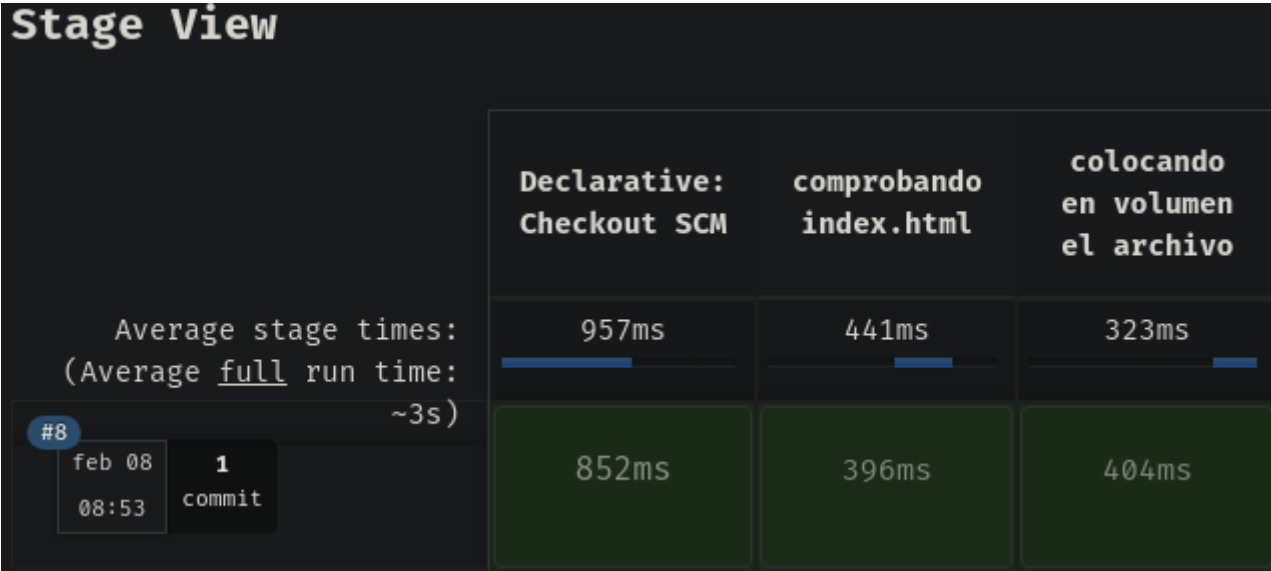 Stage View
Declarative:
Checkout SCM
comprobando
index.html
colocando
en volumen
el archivo
Average stage times:
(Average full run time:
~3s)
957ms
441ms
323ms
#8
feb 08
08:53
1
commit
852ms
396ms
404ms